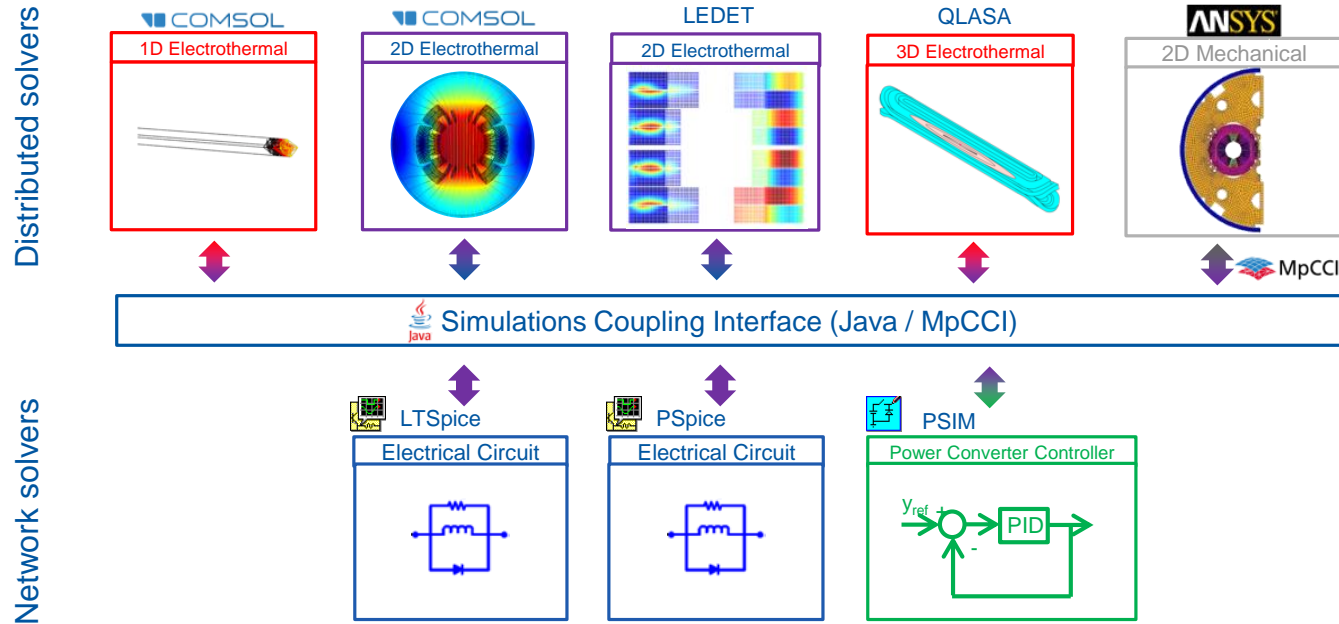 Distributed solvers
COMSOL
COMSOL
LEDET
QLASA
ANSYS
1D Electrothermal
2D Electrothermal
2D Electrothermal
3D Electrothermal
2D Mechanical
MpCCI
Java
Simulations Coupling Interface (Java / MpCCI)
Network solvers
LTSpice
PSpice
PSIM
Electrical Circuit
Electrical Circuit
Power Converter Controller
yref
+
PID
-